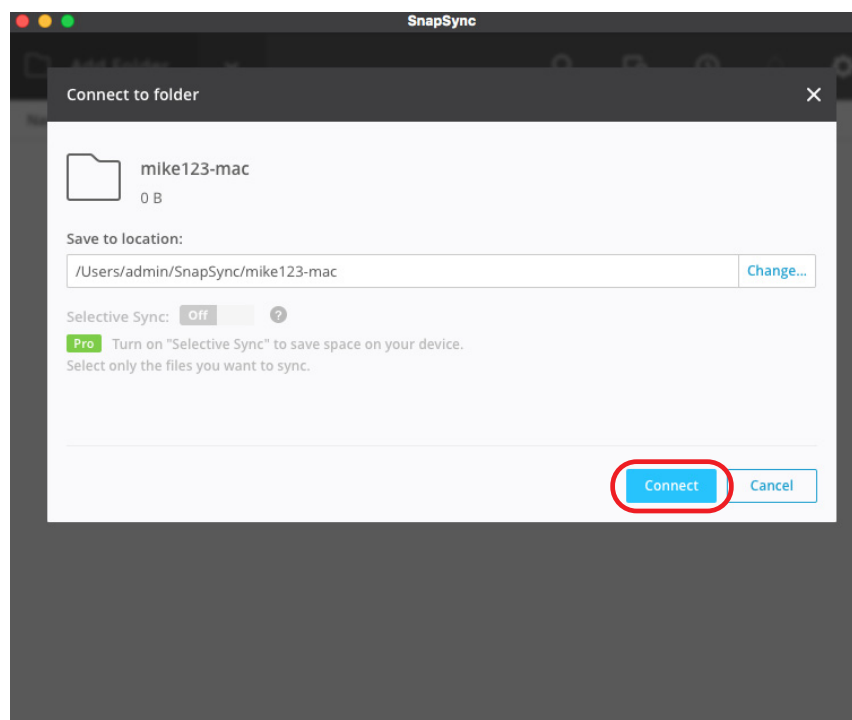 SnapSync
Add Folder
Connect to folder
mike123-mac
0 B
Save to location:
/Users/admin/SnapSync/mike123-mac
Change...
Selective Sync: Off ?
Pro Turn on "Selective Sync" to save space on your device.
Select only the files you want to sync.
Connect Cancel